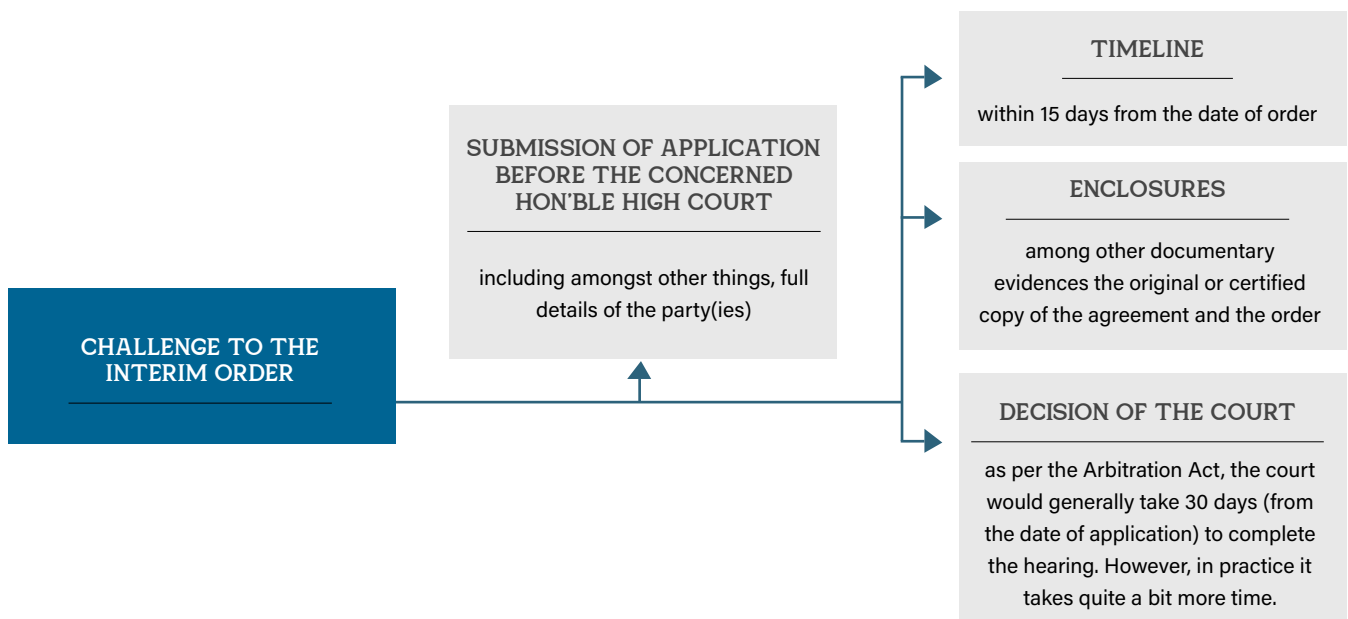 CHALLENGE TO THE
INTERIM ORDER
SUBMISSION OF APPLICATION
BEFORE THE CONCERNED
HON'BLE HIGH COURT
including amongst other things, full
details of the party(ies)
TIMELINE
within 15 days from the date of order
ENCLOSURES
among other documentary
evidences the original or certified
copy of the agreement and the order
DECISION OF THE COURT
as per the Arbitration Act, the court
would generally take 30 days (from
the date of application) to complete
the hearing. However, in practice it
takes quite a bit more time.